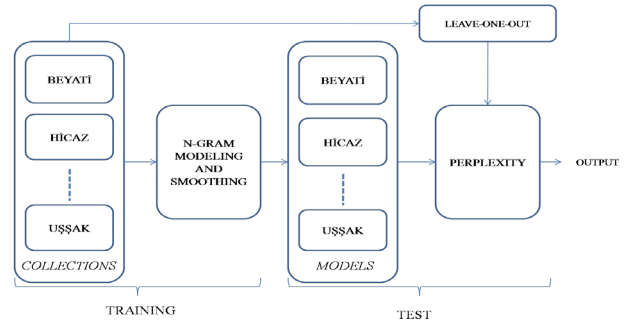 LEAVE-ONE-OUT
BEYATİ
HİCAZ
UŞŞAK
COLLECTIONS
N-GRAM
MODELING
AND
SMOOTHING
BEYATİ
HİCAZ
UŞŞAK
MODELS
PERPLEXITY
OUTPUT
TRAINING
TEST